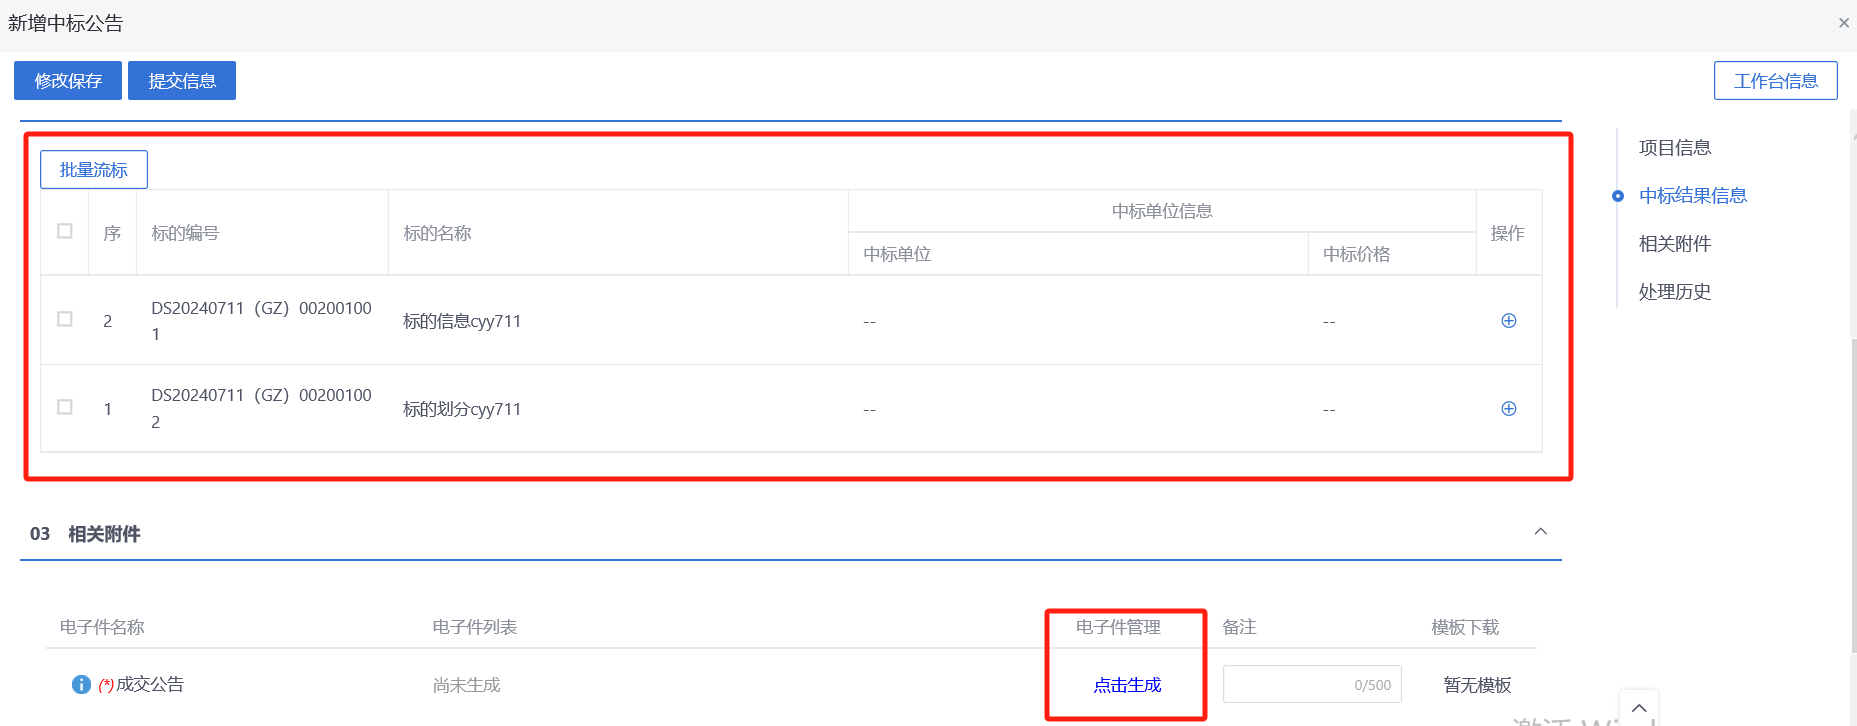 新增中标公告
×
修改保存
提交信息
工作台信息
批量流标
序
标的编号
标的名称
中标单位信息
中标单位
中标价格
操作
2
DS20240711（GZ）00200100
1
标的信息cyy711
--
--
1
DS20240711（GZ）00200100
2
标的划分cyy711
--
--
项目信息
中标结果信息
相关附件
处理历史
03 相关附件
电子件名称
电子件列表
电子件管理
备注
模板下载
(*)成交公告
尚未生成
点击生成
0/500
暂无模板